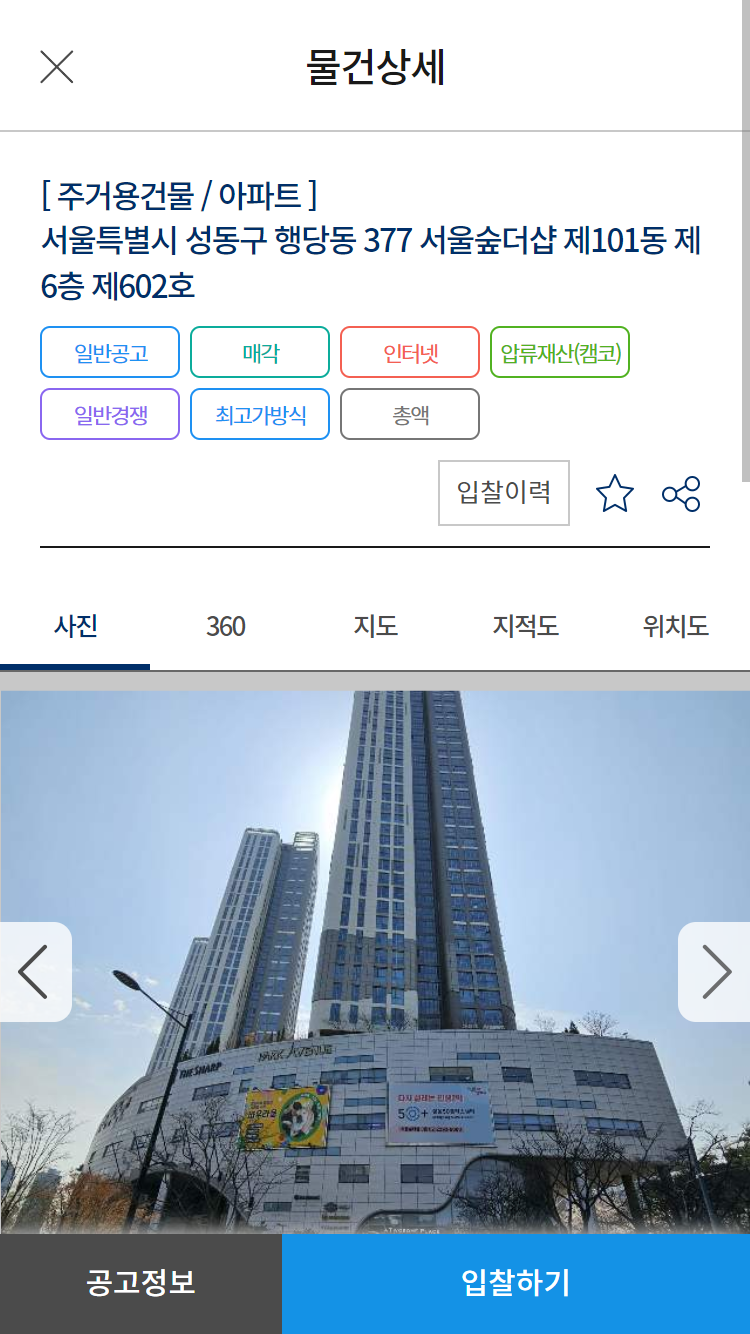 물건상세
[ 주거용건물 / 아파트 ]
서울특별시 성동구 행당동 377 서울숲더샵 제101동 제
6층 제602호
일반공고 매각 인터넷 압류재산(캠코)
일반경쟁 최고가방식 총액
입찰이력
사진 360 지도 지적도 위치도
PARK AVENUE
THE SHARP
50+
공고정보 입찰하기